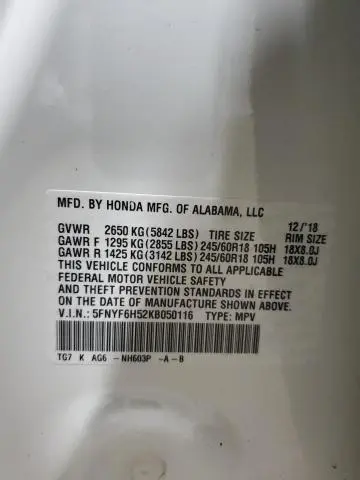 MFD. BY HONDA MFG. OF ALABAMA, LLC
GVWR 2650 KG (5842 LBS) TIRE SIZE 12/'18 RIM SIZE
GAWR F 1295 KG (2855 LBS) 245/60R18 105H 18X8.0J
GAWR R 1425 KG (3142 LBS) 245/60R18 105H 18X8.0J
THIS VEHICLE CONFORMS TO ALL APPLICABLE
FEDERAL MOTOR VEHICLE SAFETY BUMPER
AND THEFT PREVENTION STANDARDS IN EFFECT
ON THE DATE OF MANUFACTURE SHOWN ABOVE.
V.I.N.: 5FNYF6H52KB050116 TYPE: MPV
TG7 K AG6 -NH603P -A -B